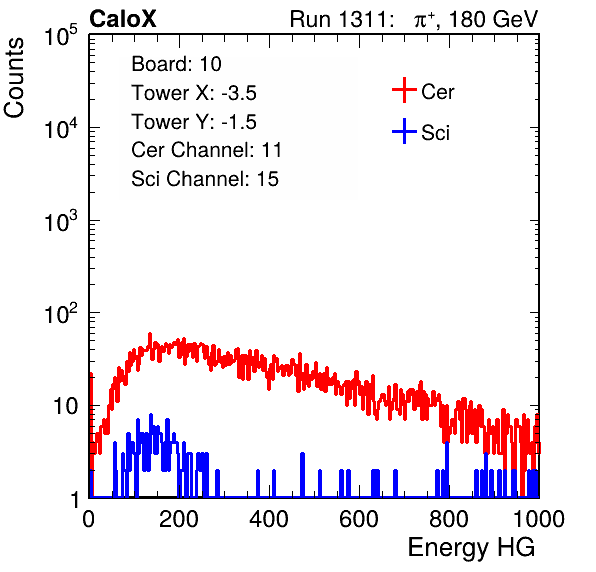 CaloX Run 1311: π⁺, 180 GeV
Counts
10⁵
10⁴
10³
10²
10
1
Board: 10
Tower X: -3.5
Tower Y: -1.5
Cer Channel: 11
Sci Channel: 15
Cer
Sci
0 200 400 600 800 1000
Energy HG